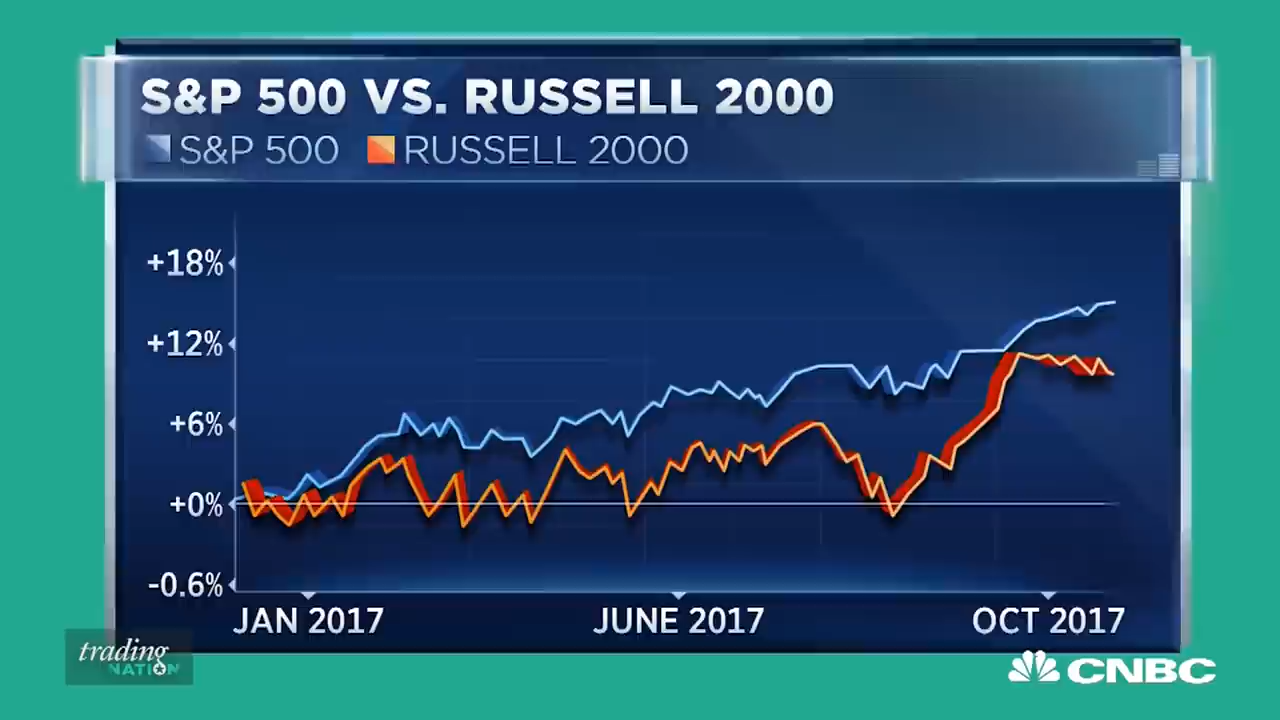 S&P 500 VS. RUSSELL 2000
S&P 500 RUSSELL 2000
+18%
+12%
+6%
+0%
-0.6%
JAN 2017 JUNE 2017 OCT 2017
trading
NATION
CNBC